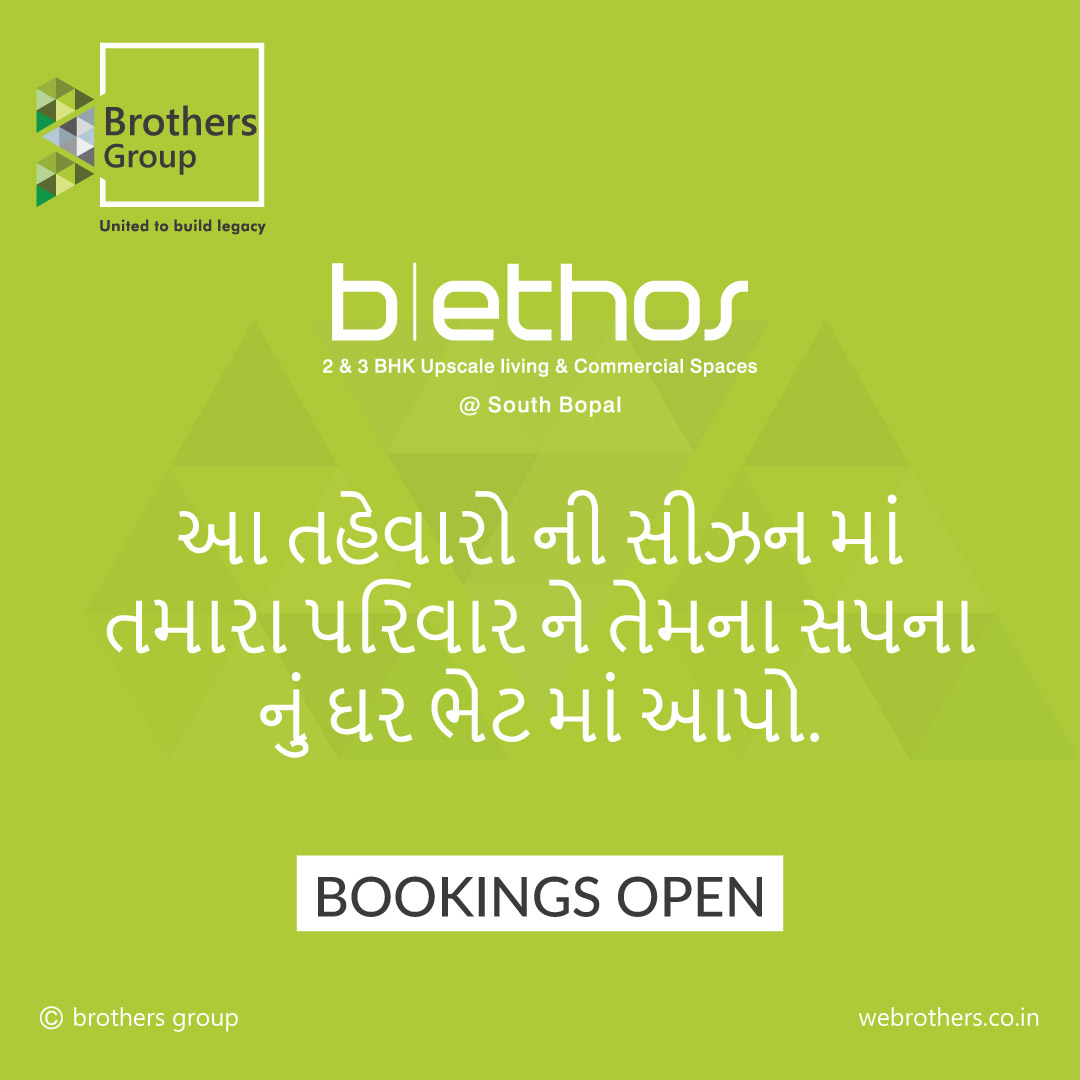 Brothers
Group
United to build legacy
b|ethos
2 & 3 BHK Upscale living & Commercial Spaces
@ South Bopal
આ તહેવારો ની સીઝન માં
તમારા પરિવાર ને તેમના સપના
નું ઘર ભેટ માં આપો.
BOOKINGS OPEN
© brothers group
webrothers.co.in